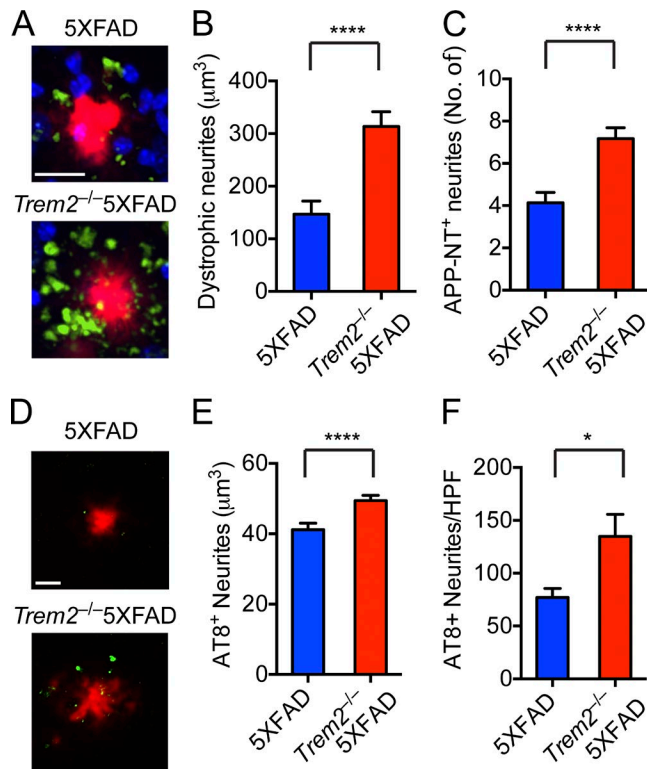 A
5XFAD
Trem2–/–5XFAD
B
****
Dystrophic neurites (μm3)
400
300
200
100
0
5XFAD
Trem2–/–
5XFAD
C
****
APP-NT+ neurites (No. of)
8
6
4
2
0
5XFAD
Trem2–/–
5XFAD
D
5XFAD
Trem2–/–5XFAD
E
****
AT8+ Neurites (μm3)
60
40
20
0
5XFAD
Trem2–/–
5XFAD
F
*
AT8+ Neurites/HPF
200
150
100
75
50
0
5XFAD
Trem2–/–
5XFAD